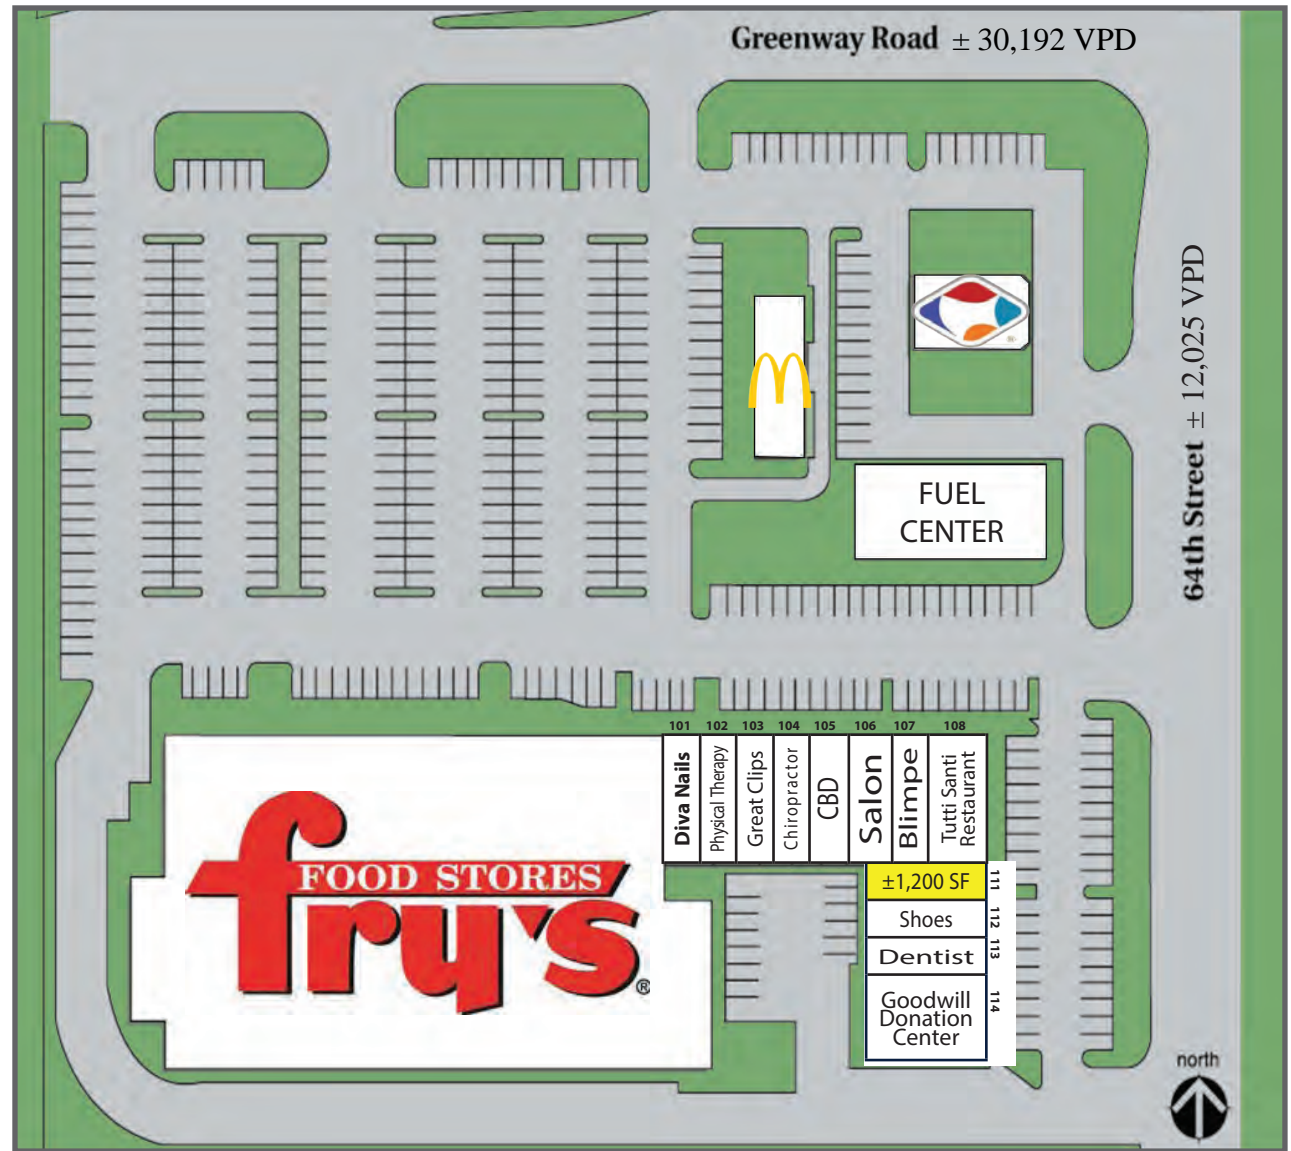 Greenway Road ± 30,192 VPD
64th Street ± 12,025 VPD
FUEL
CENTER
101
102
103
104
105
106
107
108
Diva Nails
Physical Therapy
Great Clips
Chiropractor
CBD
Salon
Blimpe
Tutti Santi
Restaurant
FOOD STORES
fry's
®
±1,200 SF
111
Shoes
112
Dentist
113
Goodwill
Donation
Center
114
north